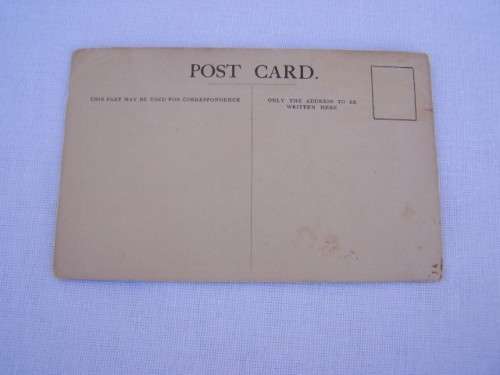 POST CARD.
THIS PART MAY BE USED FOR CORRESPONDENCE
ONLY THE ADDRESS TO BE
WRITTEN HERE